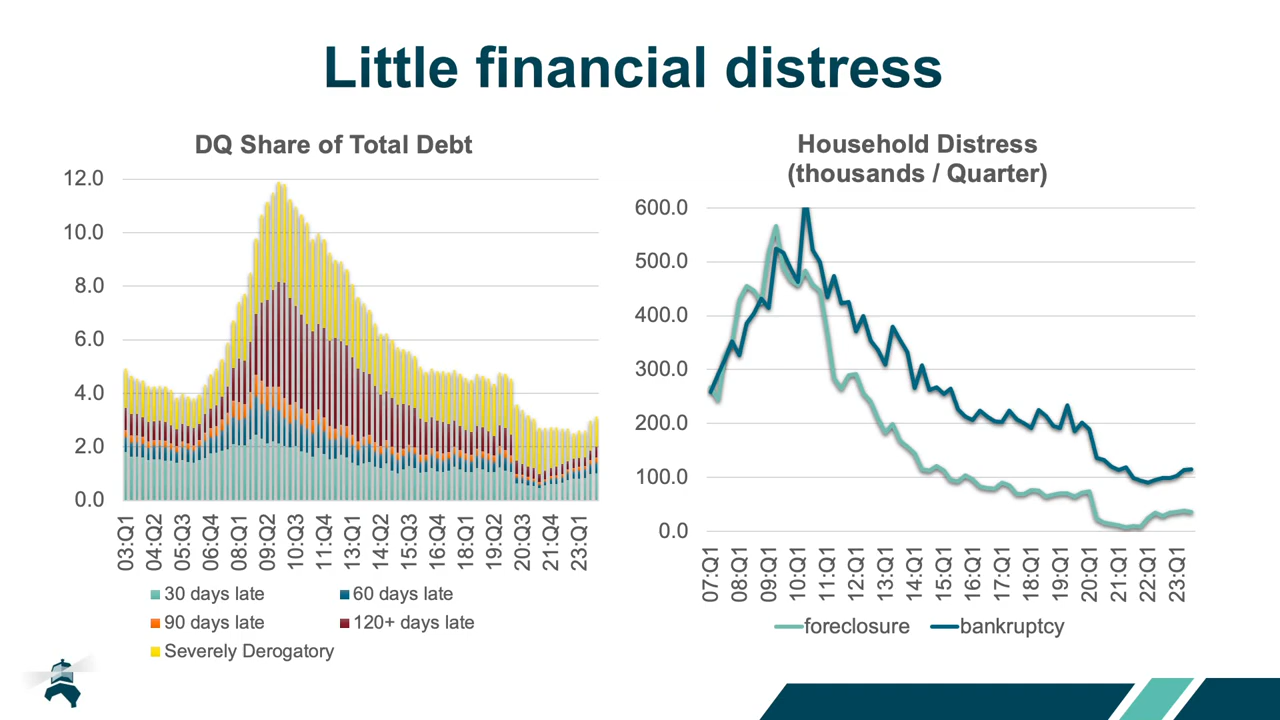 Little financial distress
DQ Share of Total Debt
12.0
10.0
8.0
6.0
4.0
2.0
0.0
03:Q1
04:Q2
05:Q3
06:Q4
08:Q1
09:Q2
10:Q3
11:Q4
13:Q1
14:Q2
15:Q3
16:Q4
18:Q1
19:Q2
20:Q3
21:Q4
23:Q1
30 days late
60 days late
90 days late
120+ days late
Severely Derogatory
Household Distress
(thousands / Quarter)
600.0
500.0
400.0
300.0
200.0
100.0
0.0
07:Q1
08:Q1
09:Q1
10:Q1
11:Q1
12:Q1
13:Q1
14:Q1
15:Q1
16:Q1
17:Q1
18:Q1
19:Q1
20:Q1
21:Q1
22:Q1
23:Q1
foreclosure
bankruptcy